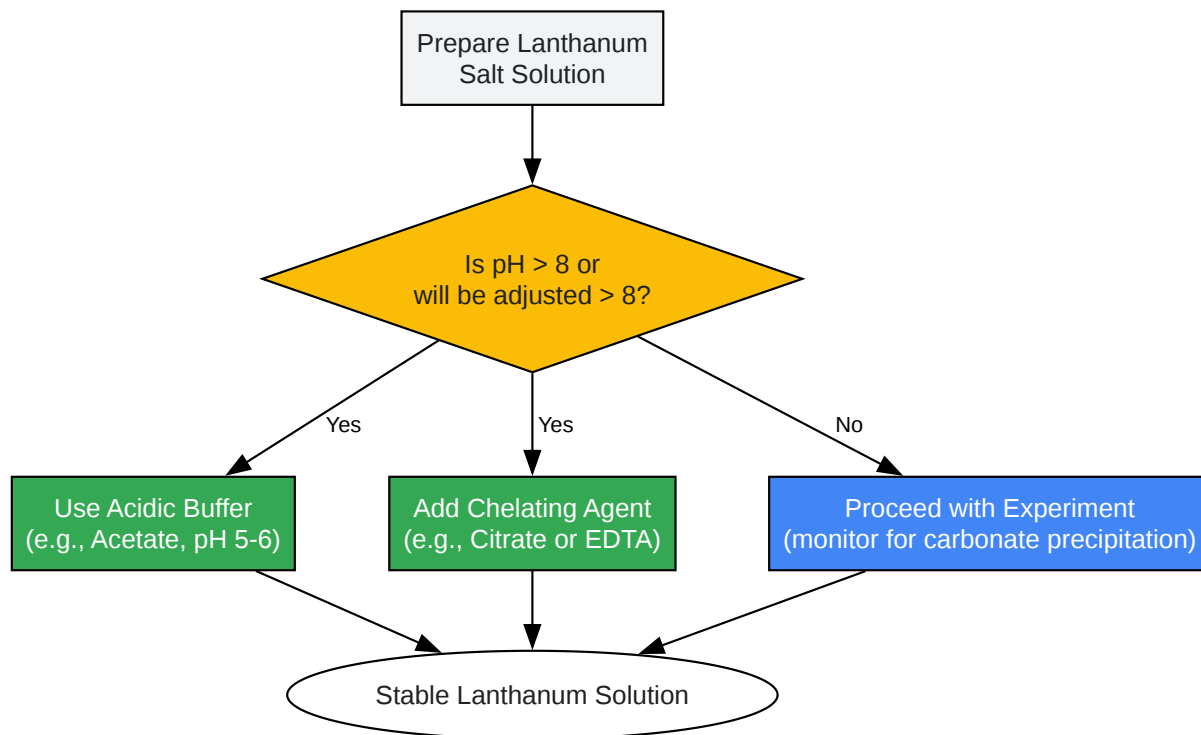 Prepare Lanthanum
Salt Solution
Is pH > 8 or
will be adjusted > 8?
Yes
Yes
No
Use Acidic Buffer
(e.g., Acetate, pH 5-6)
Add Chelating Agent
(e.g., Citrate or EDTA)
Proceed with Experiment
(monitor for carbonate precipitation)
Stable Lanthanum Solution